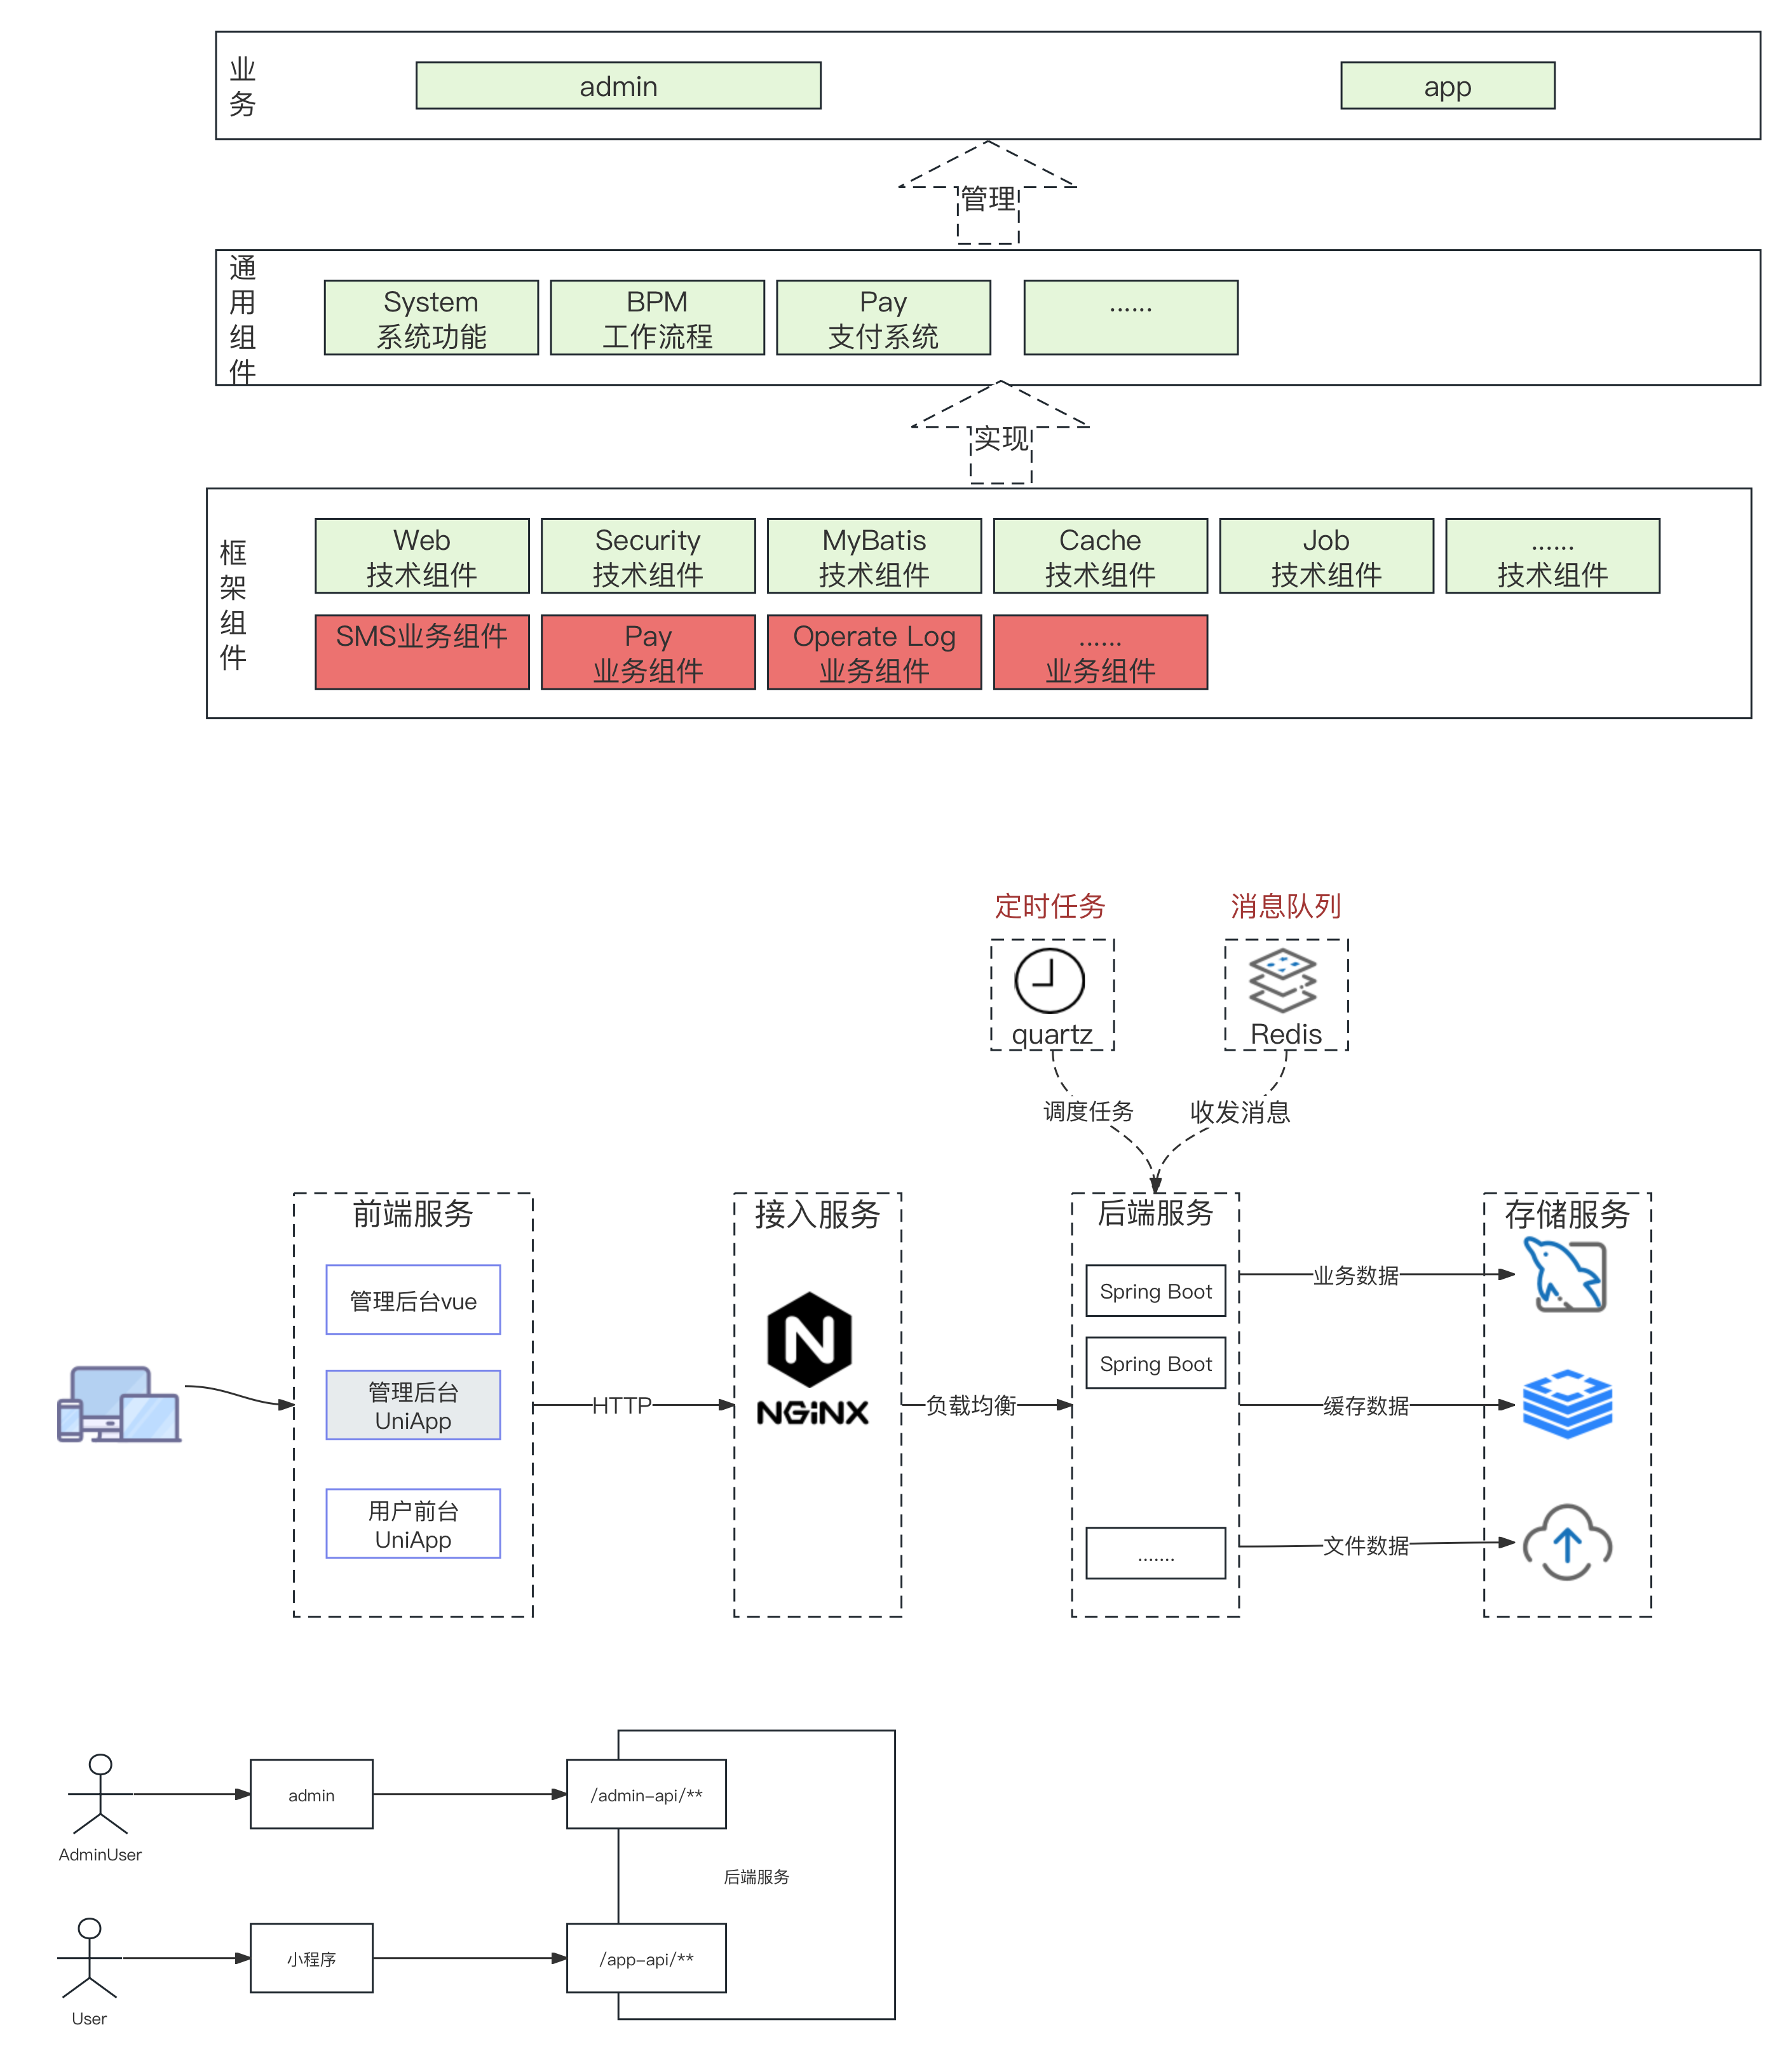 业
务
admin
app
管理
通
用
组
件
System
系统功能
BPM
工作流程
Pay
支付系统
......
实现
框
架
组
件
Web
技术组件
Security
技术组件
MyBatis
技术组件
Cache
技术组件
Job
技术组件
......
技术组件
SMS业务组件
Pay
业务组件
Operate Log
业务组件
......
业务组件
定时任务
消息队列
quartz
Redis
调度任务
收发消息
前端服务
接入服务
后端服务
存储服务
管理后台vue
管理后台
UniApp
用户前台
UniApp
HTTP
NGiNX
负载均衡
Spring Boot
Spring Boot
.......
业务数据
缓存数据
文件数据
AdminUser
admin
/admin-api/**
后端服务
User
小程序
/app-api/**